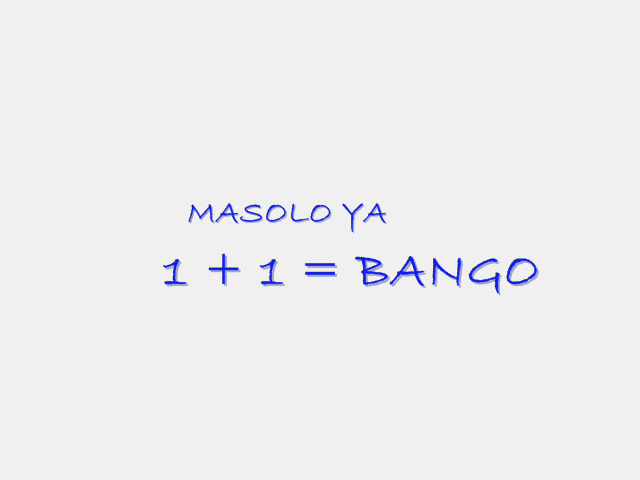 MASOLO YA
1 + 1 = BANGO